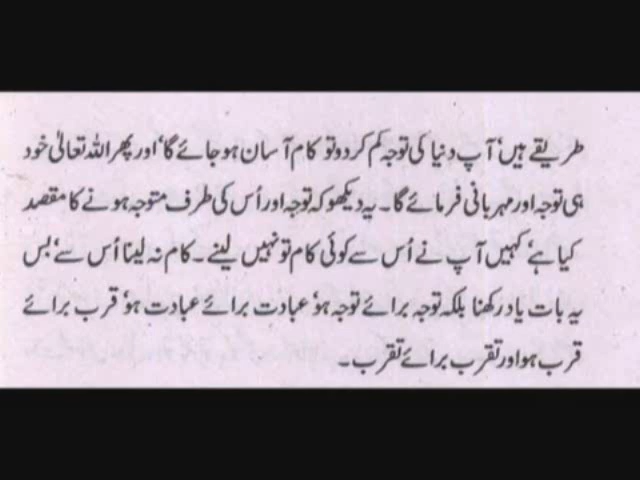 طریقے ہیں‘ آپ دنیا کی توجہ کم کر دو تو کام آسان ہو جائے گا‘ اور پھر اللہ تعالیٰ خود
ہی توجہ اور مہربانی فرمائے گا۔ یہ دیکھو کہ توجہ اور اُس کی طرف متوجہ ہونے کا مقصد
کیا ہے‘ کہیں آپ نے اُس سے کوئی کام تو نہیں لینے۔ کام نہ لینا اُس سے‘ بس
یہ بات یاد رکھنا بلکہ توجہ برائے توجہ ہو‘ عبادت برائے عبادت ہو‘ قرب برائے
قرب ہو اور تقرب برائے تقرب۔